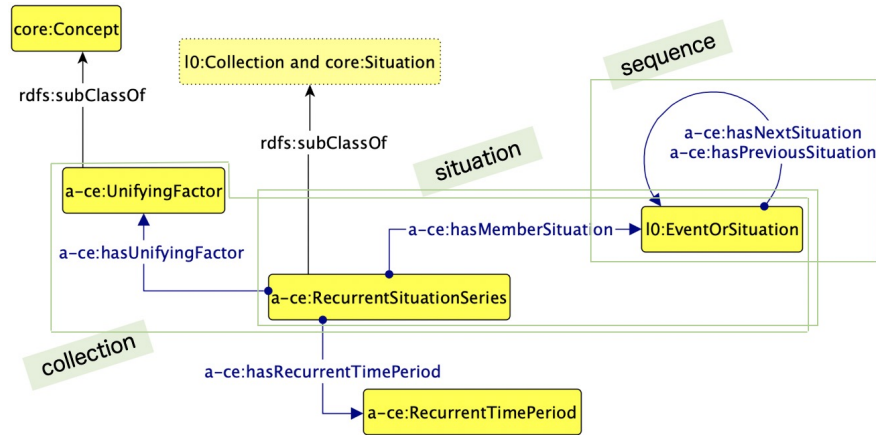 core:Concept
l0:Collection and core:Situation
sequence
rdfs:subClassOf
rdfs:subClassOf
a-ce:hasNextSituation
a-ce:hasPreviousSituation
situation
a-ce:UnifyingFactor
a-ce:hasMemberSituation
l0:EventOrSituation
a-ce:hasUnifyingFactor
a-ce:RecurrentSituationSeries
collection
a-ce:hasRecurrentTimePeriod
a-ce:RecurrentTimePeriod